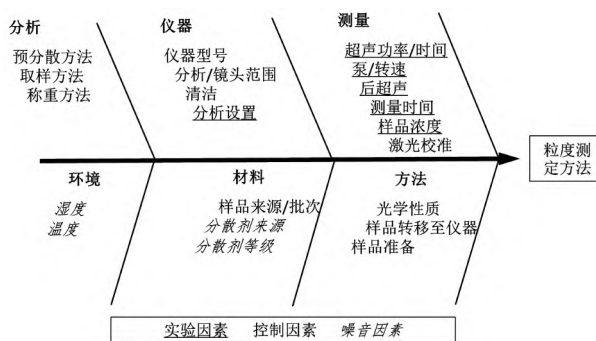 分析
预分散方法
取样方法
称重方法
仪器
仪器型号
分析/镜头范围
清洁
分析设置
测量
超声功率/时间
泵/转速
后超声
测量时间
样品浓度
激光校准
粒度测
定方法
环境
湿度
温度
材料
样品来源/批次
分散剂来源
分散剂等级
方法
光学性质
样品转移至仪器
样品准备
实验因素 控制因素 噪音因素